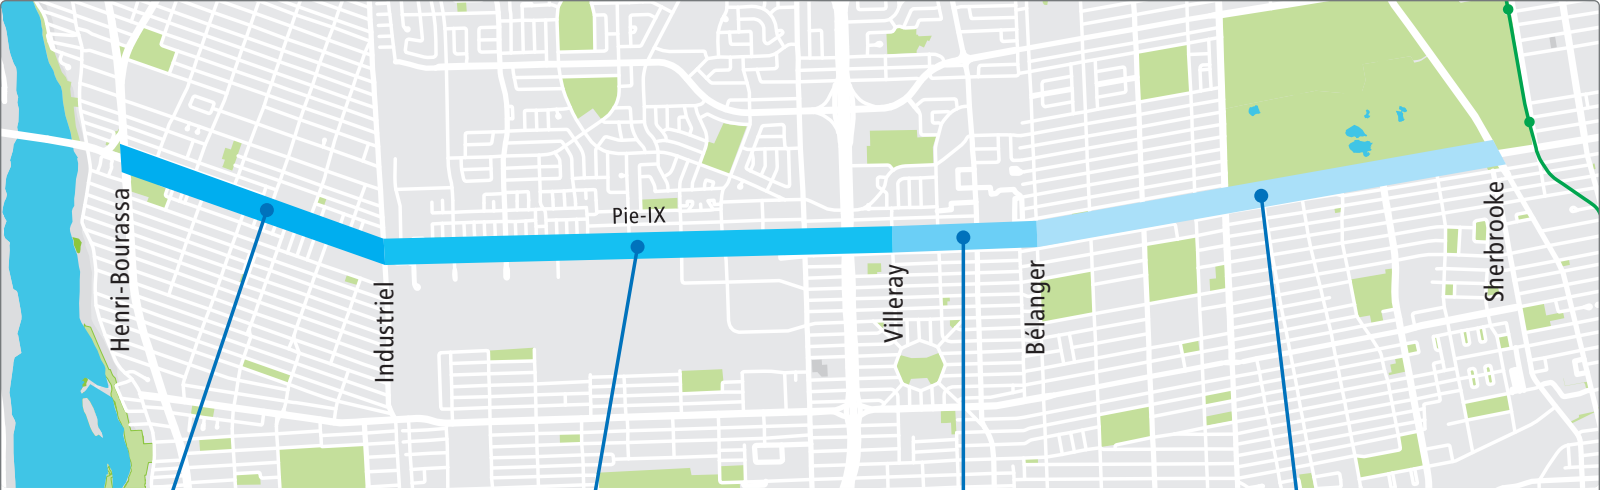 Pie-IX
Henri-Bourassa
Industriel
Villeray
Bélanger
Sherbrooke